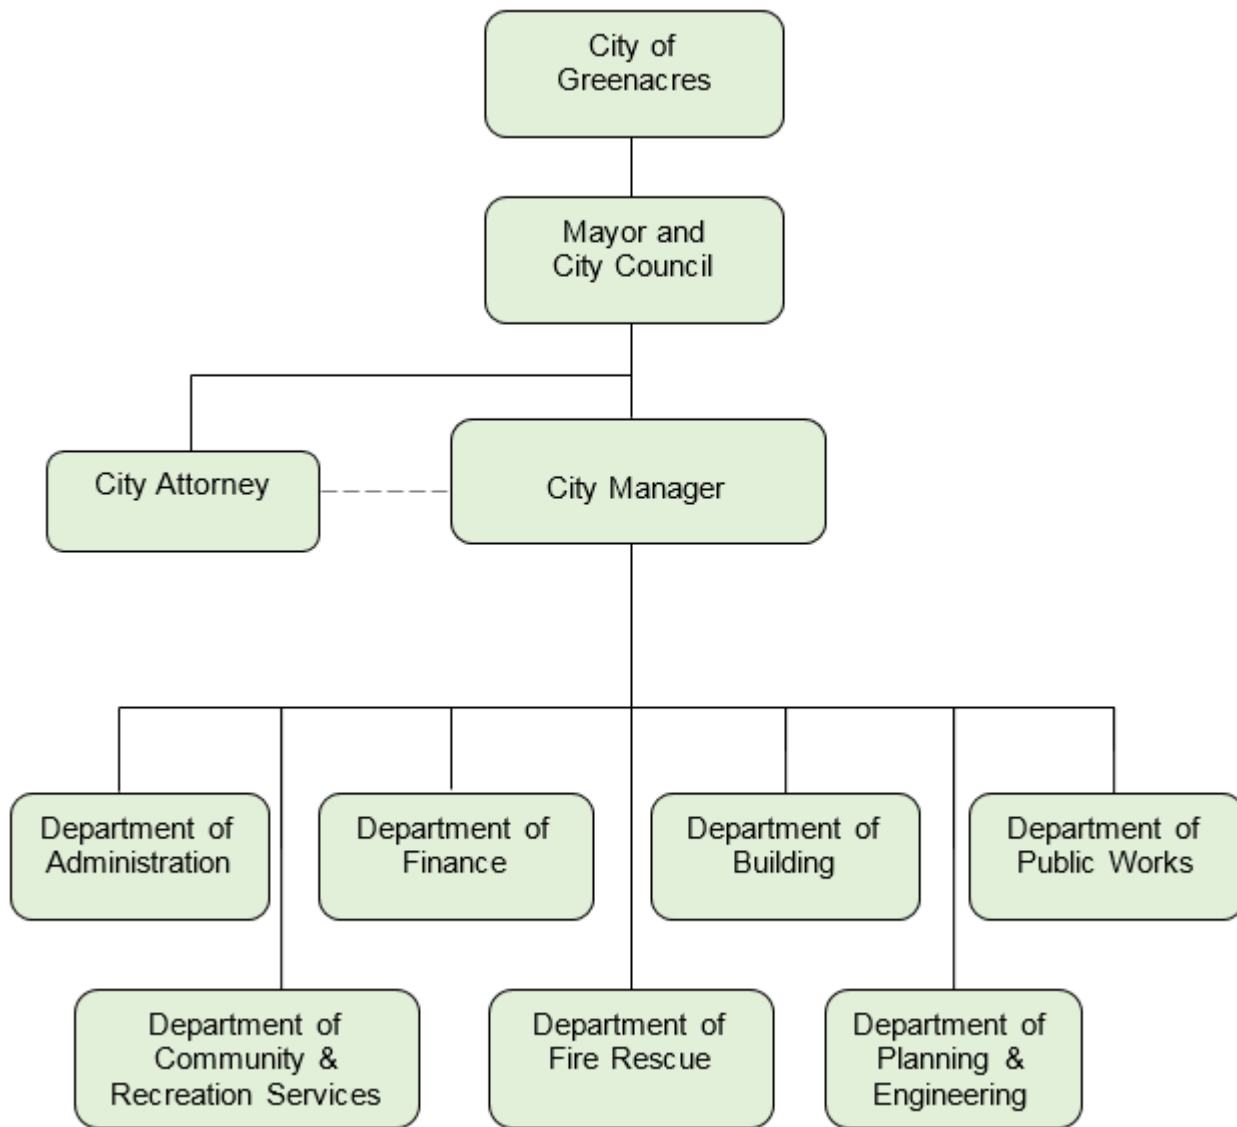 City of
Greenacres
Mayor and
City Council
City Attorney
City Manager
Department of
Administration
Department of
Finance
Department of
Building
Department of
Public Works
Department of
Community &
Recreation Services
Department of
Fire Rescue
Department of
Planning &
Engineering